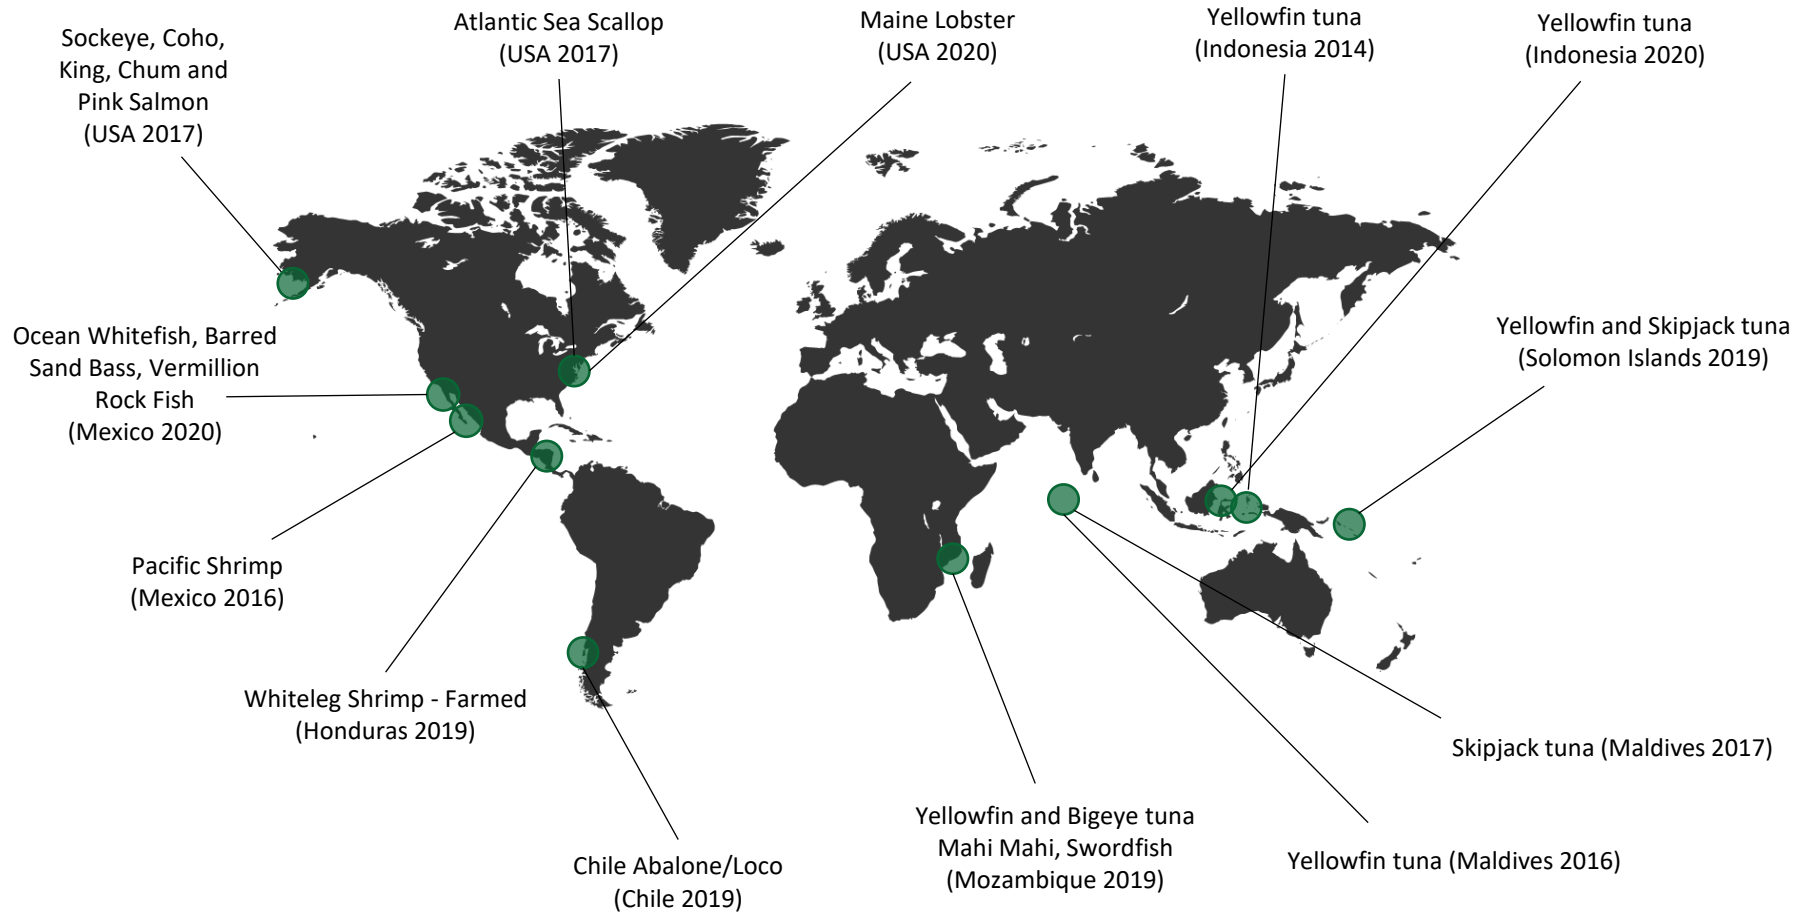 Sockeye, Coho,
King, Chum and
Pink Salmon
(USA 2017)
Atlantic Sea Scallop
(USA 2017)
Maine Lobster
(USA 2020)
Yellowfin tuna
(Indonesia 2014)
Yellowfin tuna
(Indonesia 2020)
Ocean Whitefish, Barred
Sand Bass, Vermillion
Rock Fish
(Mexico 2020)
Yellowfin and Skipjack tuna
(Solomon Islands 2019)
Pacific Shrimp
(Mexico 2016)
Whiteleg Shrimp - Farmed
(Honduras 2019)
Skipjack tuna (Maldives 2017)
Chile Abalone/Loco
(Chile 2019)
Yellowfin and Bigeye tuna
Mahi Mahi, Swordfish
(Mozambique 2019)
Yellowfin tuna (Maldives 2016)